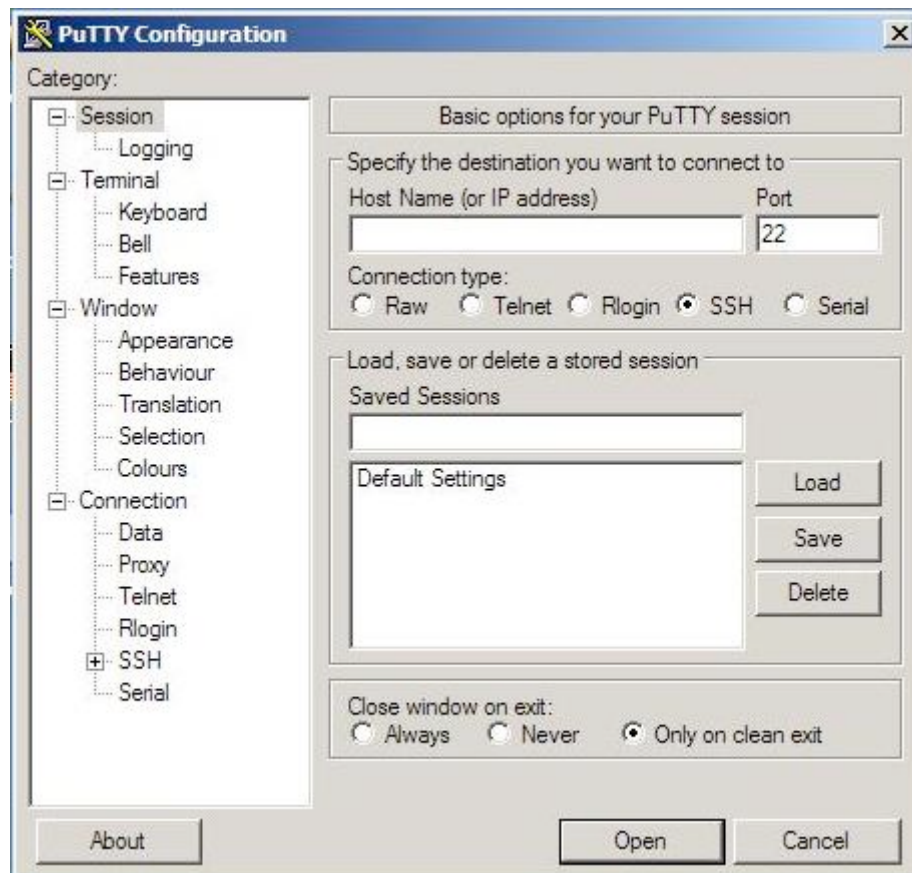 PuTTY Configuration
Category:
Session
Logging
Terminal
Keyboard
Bell
Features
Window
Appearance
Behaviour
Translation
Selection
Colours
Connection
Data
Proxy
Telnet
Rlogin
SSH
Serial
Basic options for your PuTTY session
Specify the destination you want to connect to
Host Name (or IP address) Port
22
Connection type:
Raw Telnet Rlogin SSH Serial
Load, save or delete a stored session
Saved Sessions
Default Settings
Load
Save
Delete
Close window on exit:
Always Never Only on clean exit
About Open Cancel